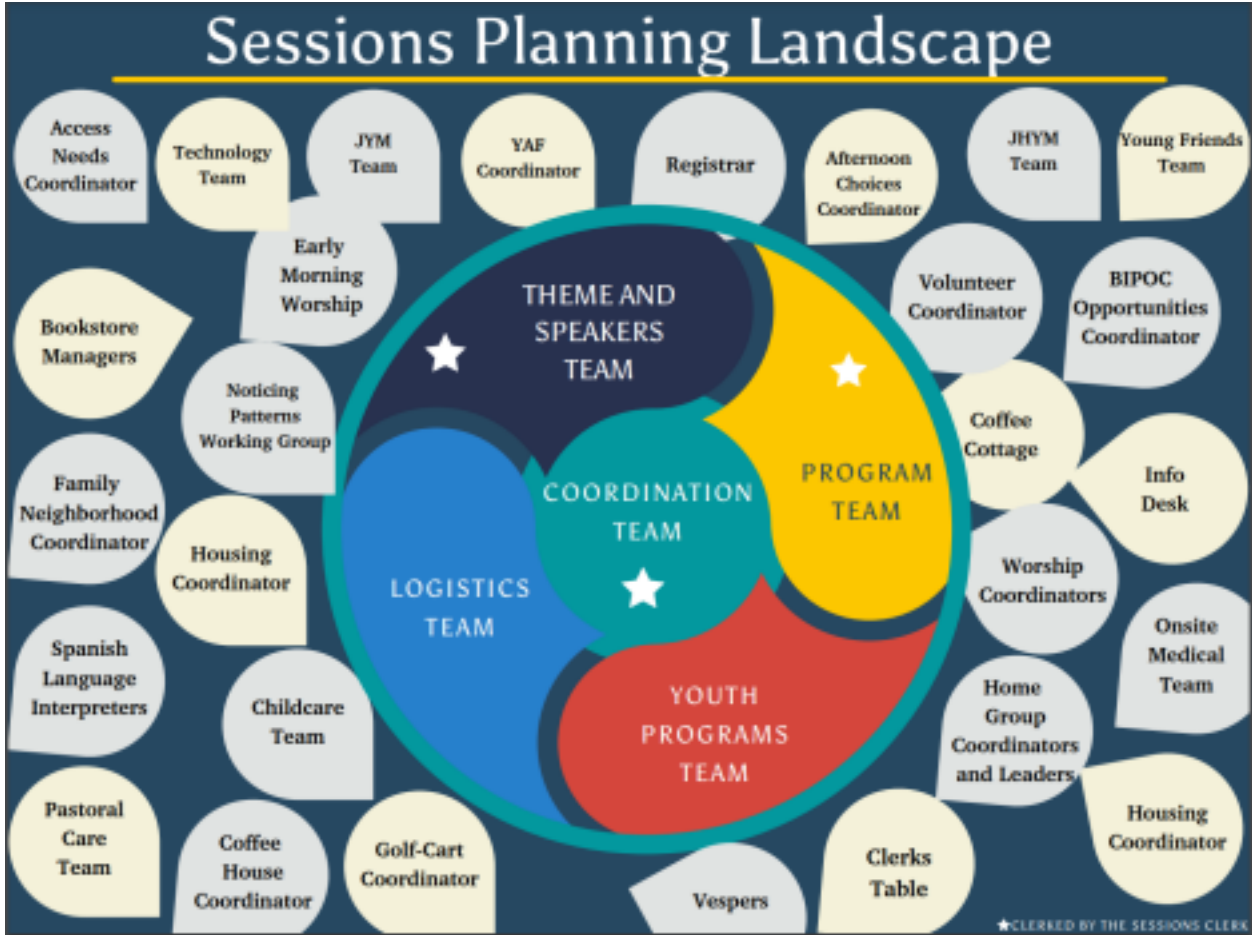 Sessions Planning Landscape
Access
Needs
Coordinator
Technology
Team
JYM
Team
YAF
Coordinator
Registrar
Afternoon
Choices
Coordinator
JHYM
Team
Young Friends
Team
Early
Morning
Worship
Volunteer
Coordinator
BIPOC
Opportunities
Coordinator
Bookstore
Managers
Noticing
Patterns
Working Group
THEME AND
SPEAKERS
TEAM
PROGRAM
TEAM
COORDINATION
TEAM
LOGISTICS
TEAM
YOUTH
PROGRAMS
TEAM
Coffee
Cottage
Info
Desk
Family
Neighborhood
Coordinator
Housing
Coordinator
Worship
Coordinators
Onsite
Medical
Team
Spanish
Language
Interpreters
Childcare
Team
Home
Group
Coordinators
and Leaders
Pastoral
Care
Team
Coffee
House
Coordinator
Golf-Cart
Coordinator
Vespers
Clerks
Table
Housing
Coordinator
★CLERKED BY THE SESSIONS CLERK